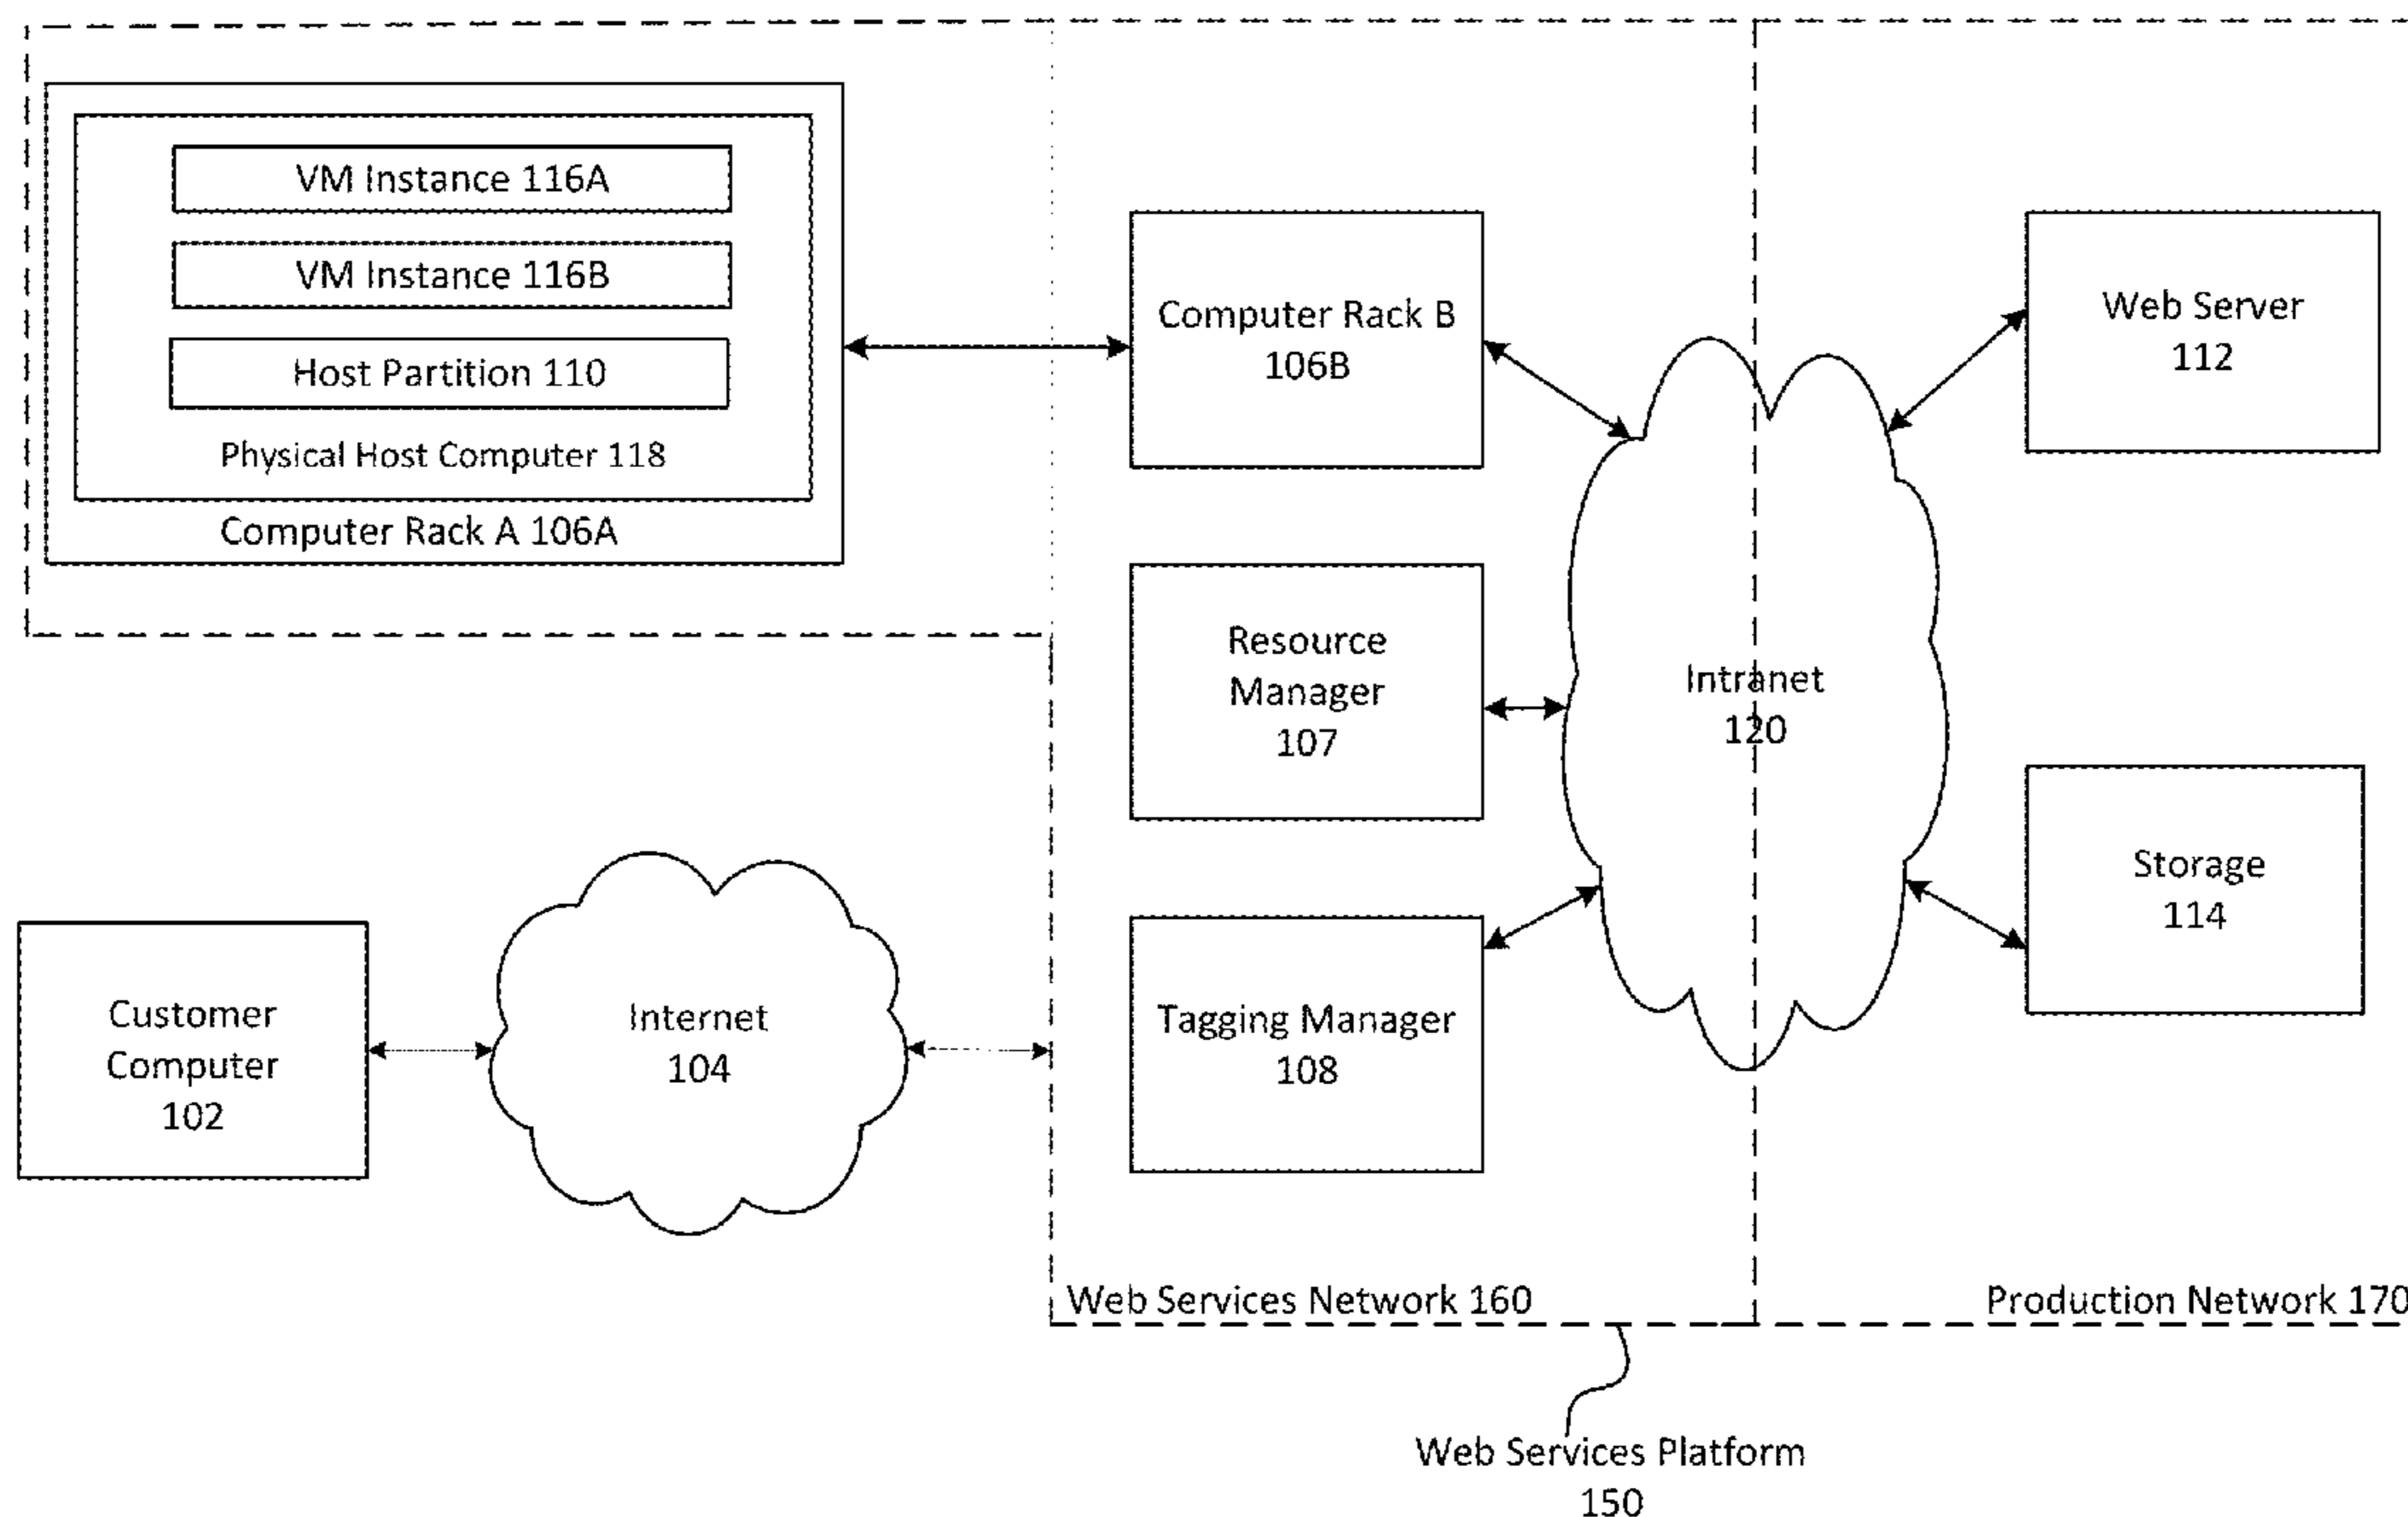 VM Instance 116A
VM Instance 116B
Host Partition 110
Physical Host Computer 118
Computer Rack A 106A
Computer Rack B
106B
Web Server
112
Resource
Manager
107
Intranet
120
Storage
114
Customer
Computer
102
Internet
104
Tagging Manager
108
Web Services Network 160
Production Network 170
Web Services Platform
150